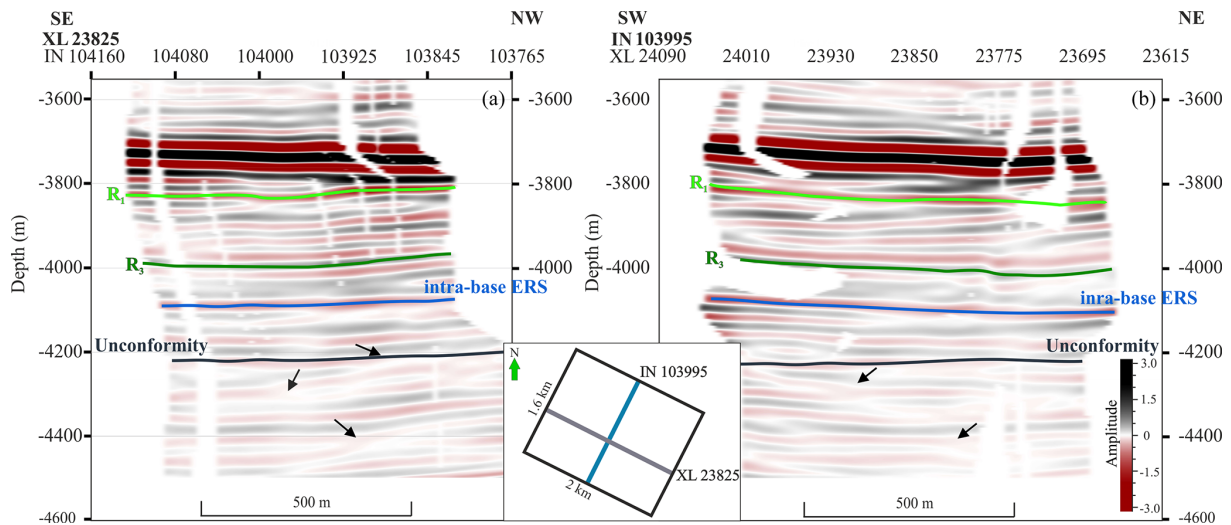 SE NW
XL 23825
IN 104160 104080 104000 103925 103845 103765
(a)
-3600
-3800
-4000
-4200
-4400
-4600
Depth (m)
-3600
-3800
-4000
-4200
-4400
-4600
R1
R3
intra-base ERS
Unconformity
500 m
SW NE
IN 103995
XL 24090 24010 23930 23850 23775 23695 23615
(b)
-3600
-3800
-4000
-3600
-3800
-4000
-4200
-4400
-4600
Depth (m)
R1
R3
inra-base ERS
Unconformity
500 m
Amplitude
3.0
1.5
0
-1.5
-3.0
N
IN 103995
1.6 km
XL 23825
2 km